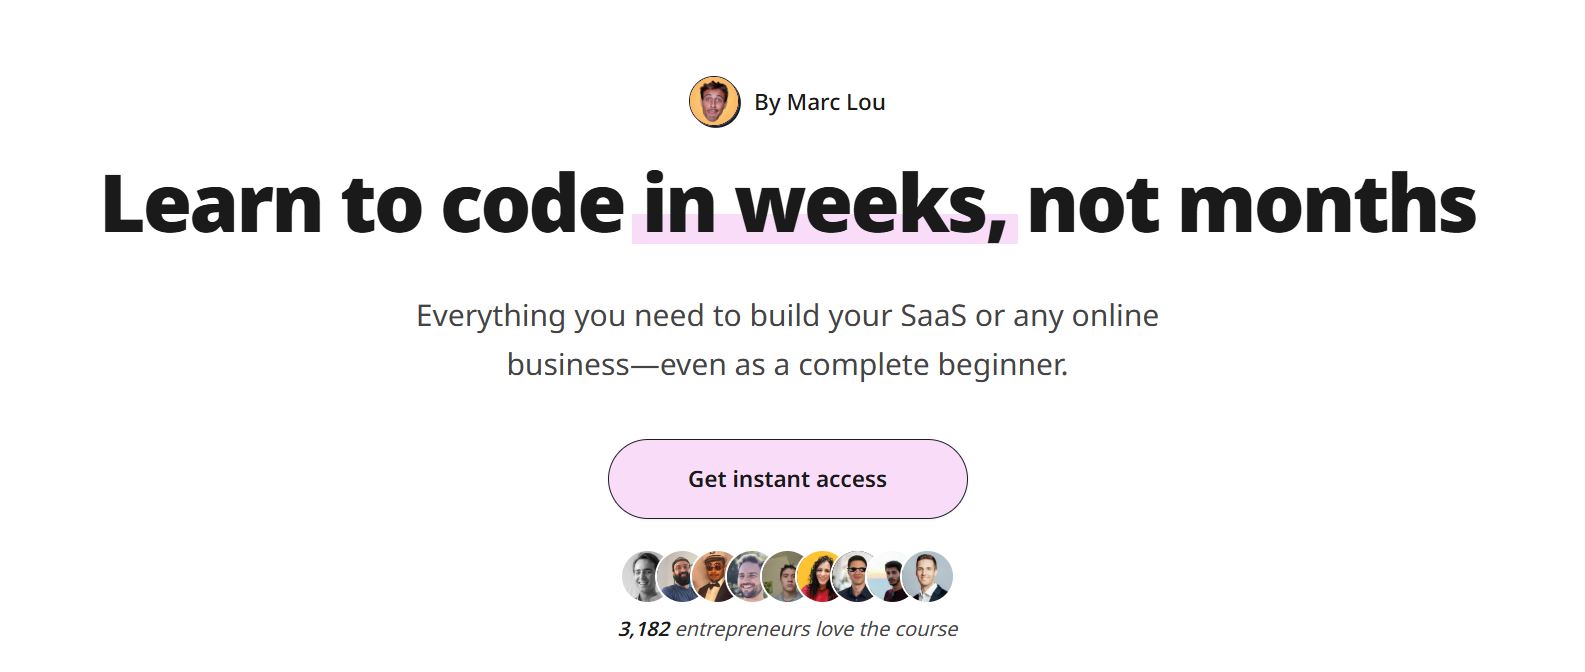 By Marc Lou
Learn to code in weeks, not months
Everything you need to build your SaaS or any online
business—even as a complete beginner.
Get instant access
3,182 entrepreneurs love the course